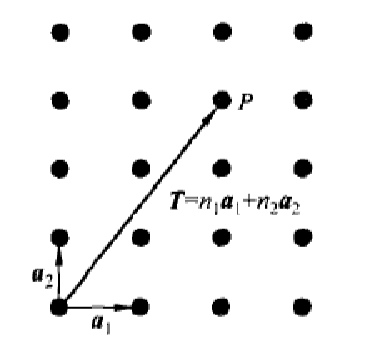 P
T=n₁a₁+n₂a₂
a₂
a₁